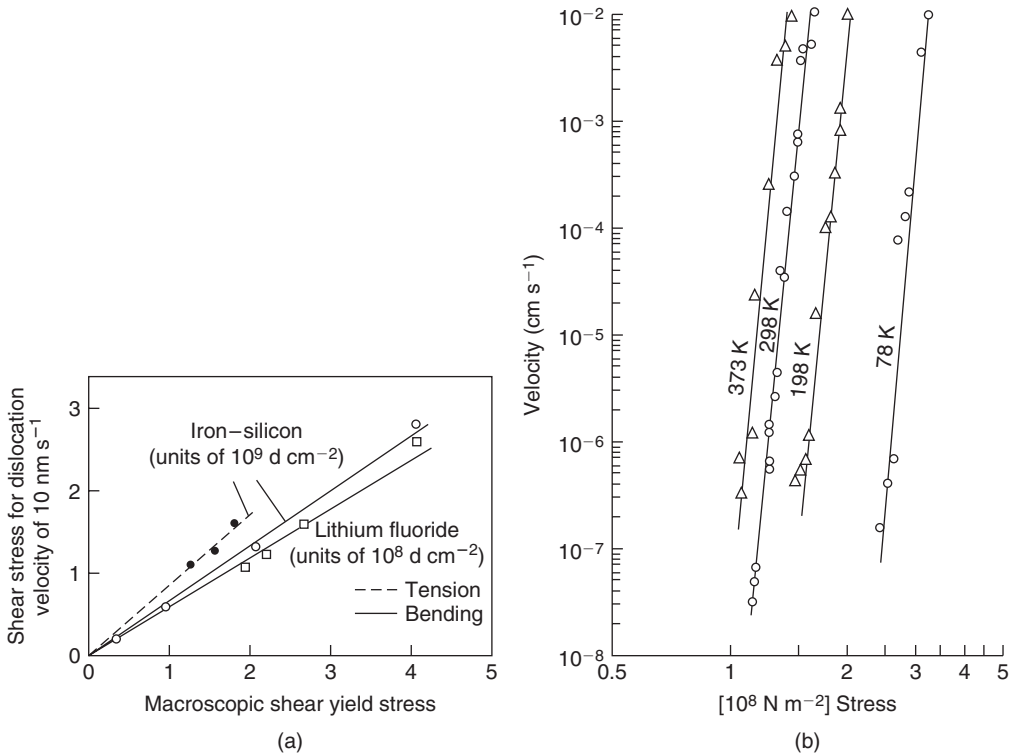 Shear stress for dislocation
velocity of 10 nm s⁻¹
3
2
1
0
Iron–silicon
(units of 10⁹ d cm⁻²)
Lithium fluoride
(units of 10⁸ d cm⁻²)
Tension
Bending
0 1 2 3 4 5
Macroscopic shear yield stress
(a)
Velocity (cm s⁻¹)
10⁻²
10⁻³
10⁻⁴
10⁻⁵
10⁻⁶
10⁻⁷
10⁻⁸
373 K
298 K
198 K
78 K
0.5 1 2 3 4 5
[10⁸ N m⁻²] Stress
(b)